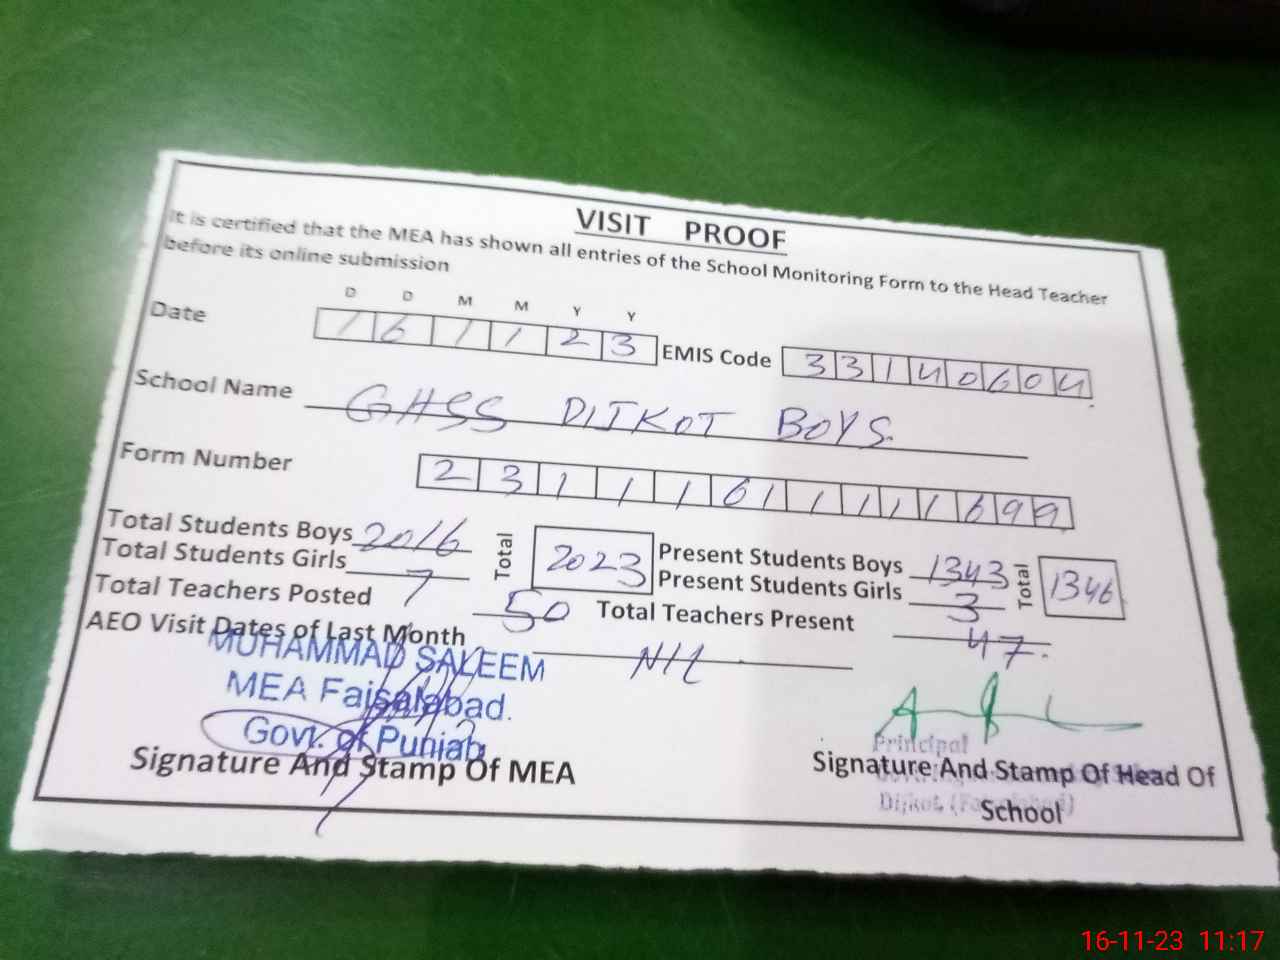 VISIT PROOF
It is certified that the MEA has shown all entries of the School Monitoring Form to the Head Teacher
before its online submission
D D M M Y Y
Date 1 6 1 1 2 3 EMIS Code 3 3 1 4 0 6 0 4
School Name GHSS DIJKOT BOYS.
Form Number 2 3 1 1 1 6 1 1 1 1 6 9 9
Total Students Boys 2016 Total 2023 Present Students Boys 1343 Total 1346
Total Students Girls 7 Present Students Girls 3
Total Teachers Posted 50 Total Teachers Present 47.
AEO Visit Dates of Last Month NIL
MUHAMMAD SALEEM
MEA Faisalabad.
Govt. of Punjab
Principal
Signature And Stamp Of MEA Signature And Stamp Of Head Of
School
Dijkot,
16-11-23 11:17